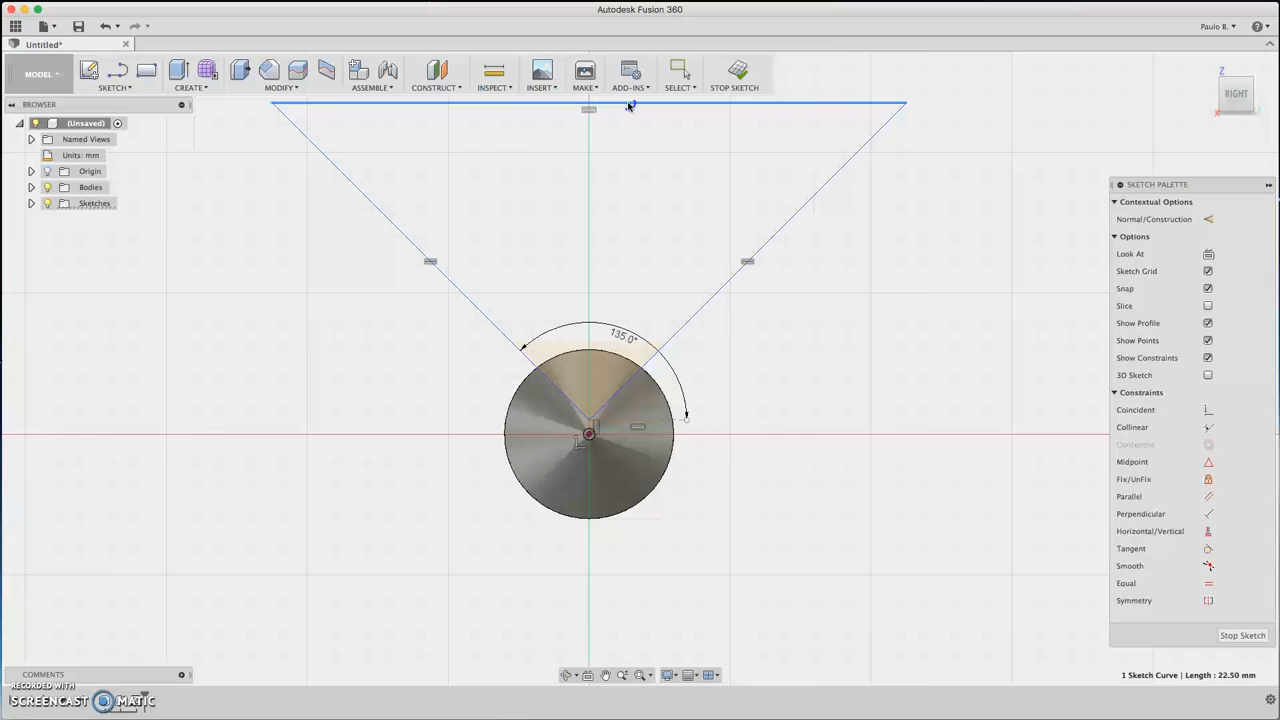 Autodesk Fusion 360
Paulo B.
Untitled*
MODEL
SKETCH
CREATE
MODIFY
ASSEMBLE
CONSTRUCT
INSPECT
INSERT
MAKE
ADD-INS
SELECT
STOP SKETCH
BROWSER
(Unsaved)
Named Views
Units: mm
Origin
Bodies
Sketches
Z
RIGHT
X
135.0°
SKETCH PALETTE
Contextual Options
Normal/Construction
Options
Look At
Sketch Grid
Snap
Slice
Show Profile
Show Points
Show Constraints
3D Sketch
Constraints
Coincident
Collinear
Concentric
Midpoint
Fix/UnFix
Parallel
Perpendicular
Horizontal/Vertical
Tangent
Smooth
Equal
Symmetry
Stop Sketch
COMMENTS
1 Sketch Curve | Length : 22.50 mm
RECORDED WITH
SCREENCAST MATIC